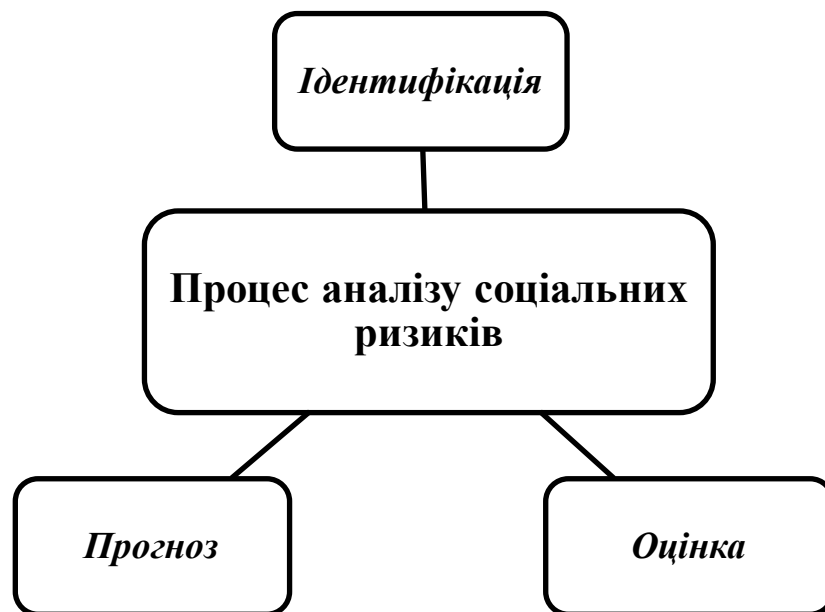 Ідентифікація
Процес аналізу соціальних
ризиків
Прогноз
Оцінка